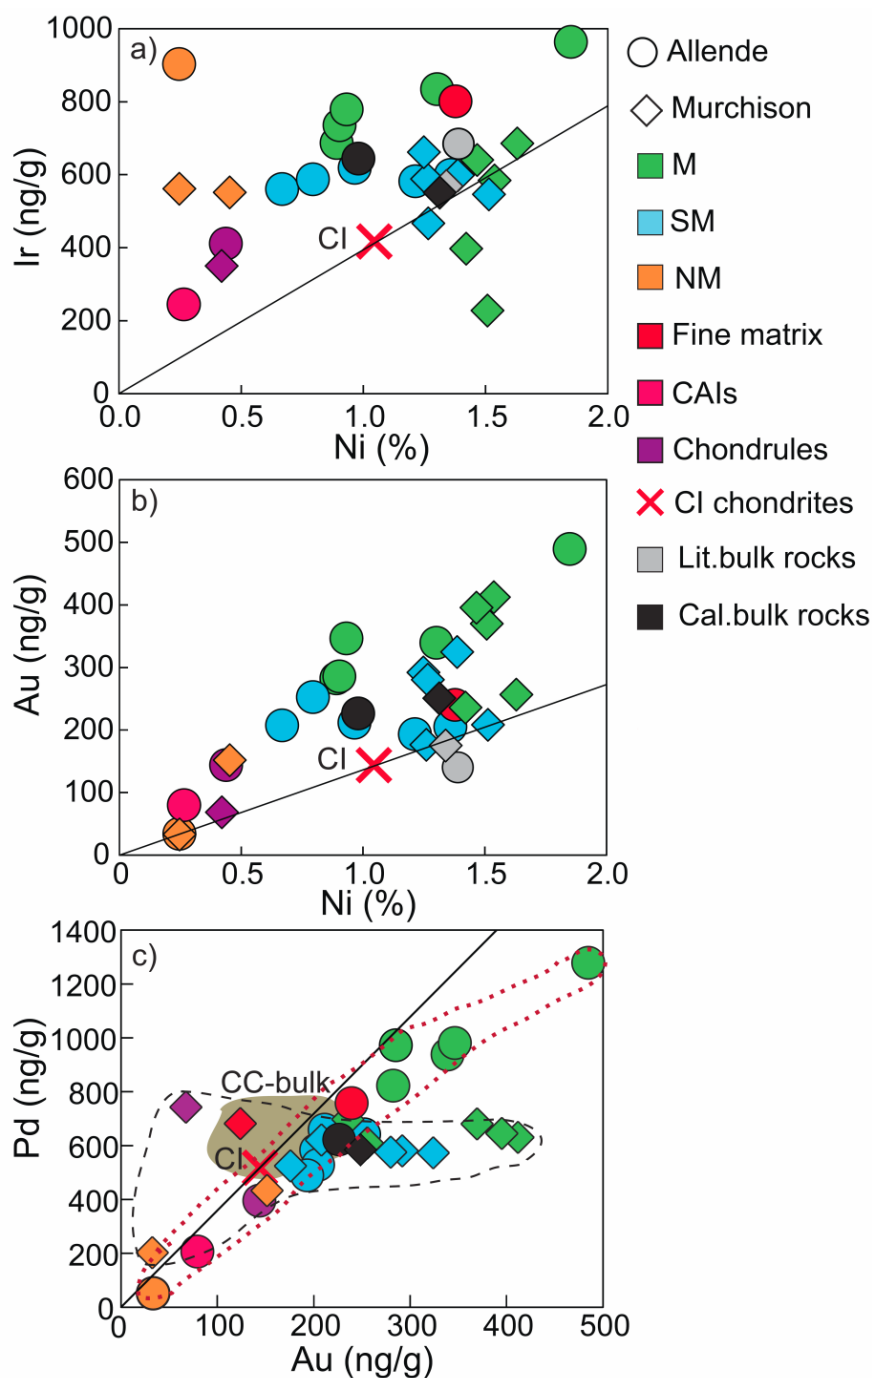 a)
1000
800
600
400
200
0
Ir (ng/g)
CI
0.0
0.5
1.0
1.5
2.0
Ni (%)
Allende
Murchison
M
SM
NM
Fine matrix
CAIs
Chondrules
CI chondrites
Lit.bulk rocks
Cal.bulk rocks
b)
600
500
400
300
200
100
0
Au (ng/g)
CI
0
0.5
1.0
1.5
2.0
Ni (%)
c)
1400
1200
1000
800
600
400
200
0
Pd (ng/g)
CC-bulk
CI
100
200
300
400
500
Au (ng/g)